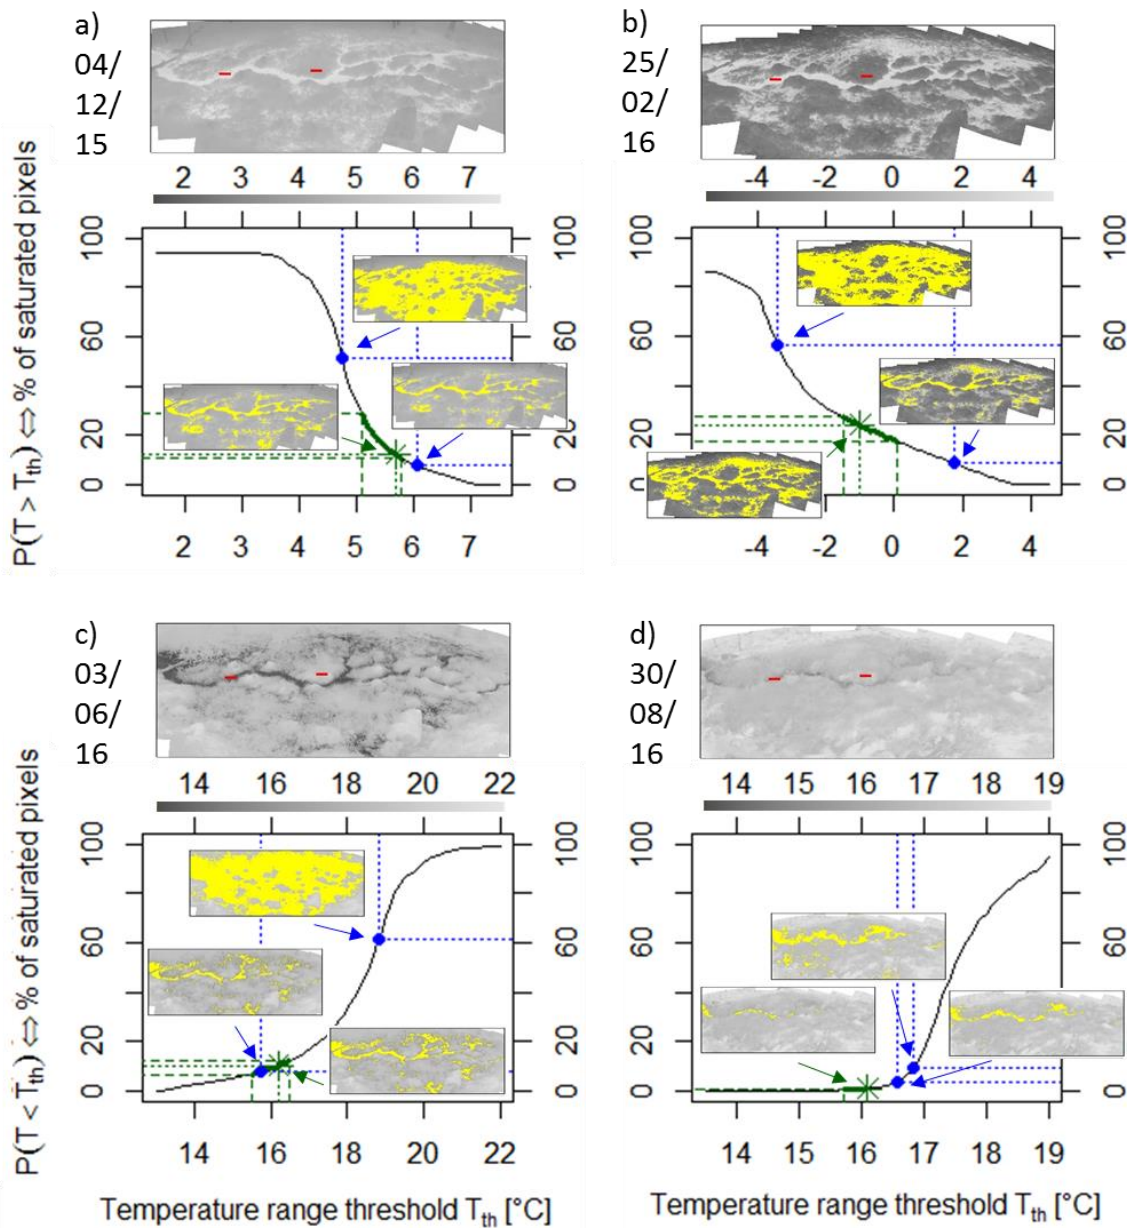 a)
04/
12/
15
b)
25/
02/
16
2 3 4 5 6 7
-4 -2 0 2 4
P(T > Tth) ⇔ % of saturated pixels
100
60
20
0
100
60
20
0
100
60
20
0
100
60
20
0
2 3 4 5 6 7
-4 -2 0 2 4
c)
03/
06/
16
d)
30/
08/
16
14 16 18 20 22
14 15 16 17 18 19
P(T < Tth) ⇔ % of saturated pixels
100
60
20
0
100
60
20
0
100
60
20
0
100
60
20
0
14 16 18 20 22
14 15 16 17 18 19
Temperature range threshold Tth [°C]
Temperature range threshold Tth [°C]